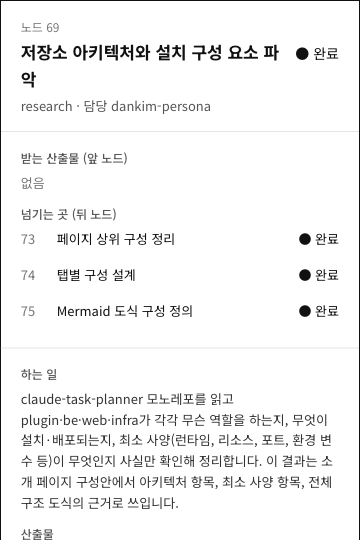 노드 69
저장소 아키텍처와 설치 구성 요소 파악 ● 완료
research · 담당 dankim-persona
받는 산출물 (앞 노드)
없음
넘기는 곳 (뒤 노드)
73 페이지 상위 구성 정리 ● 완료
74 탭별 구성 설계 ● 완료
75 Mermaid 도식 구성 정의 ● 완료
하는 일
claude-task-planner 모노레포를 읽고
plugin·be·web·infra가 각각 무슨 역할을 하는지, 무엇이
설치·배포되는지, 최소 사양(런타임, 리소스, 포트, 환경 변
수 등)이 무엇인지 사실만 확인해 정리합니다. 이 결과는 소
개 페이지 구성안에서 아키텍처 항목, 최소 사양 항목, 전체
구조 도식의 근거로 쓰입니다.
산출물